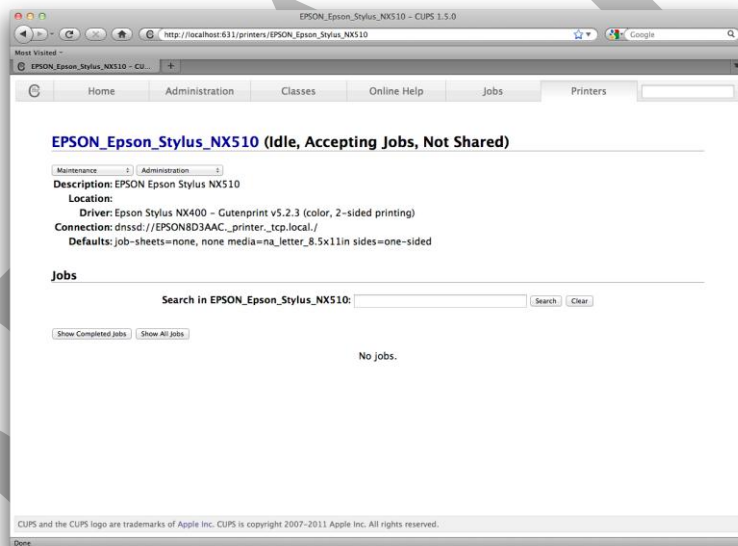 EPSON_Epson_Stylus_NX510 - CUPS 1.5.0
http://localhost:631/printers/EPSON_Epson_Stylus_NX510
Google
Most Visited
EPSON_Epson_Stylus_NX510 - CU...
Home Administration Classes Online Help Jobs Printers
EPSON_Epson_Stylus_NX510 (Idle, Accepting Jobs, Not Shared)
Maintenance Administration
Description: EPSON Epson Stylus NX510
Location:
Driver: Epson Stylus NX400 - Gutenprint v5.2.3 (color, 2-sided printing)
Connection: dnssd://EPSON8D3AAC._printer._tcp.local./
Defaults: job-sheets=none, none media=na_letter_8.5x11in sides=one-sided
Jobs
Search in EPSON_Epson_Stylus_NX510: Search Clear
Show Completed Jobs Show All Jobs
No jobs.
CUPS and the CUPS logo are trademarks of Apple Inc. CUPS is copyright 2007-2011 Apple Inc. All rights reserved.
Done